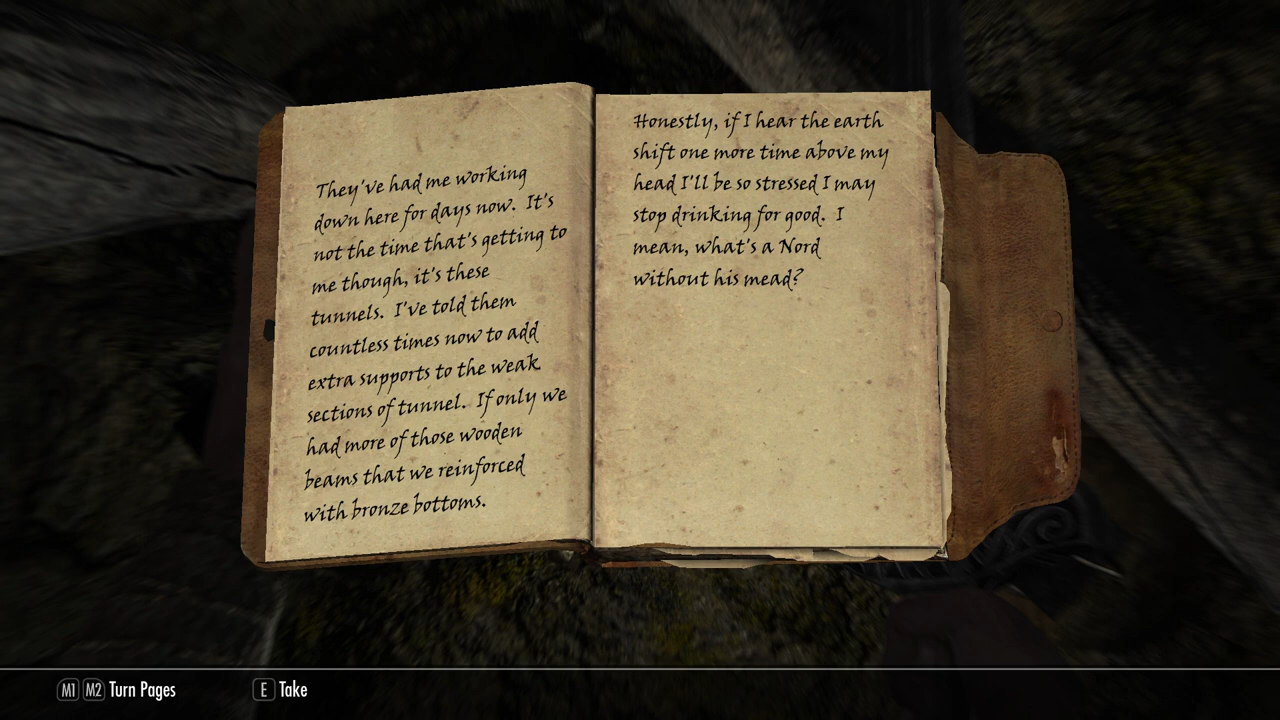 They've had me working
down here for days now.  It's
not the time that's getting to
me though, it's these
tunnels.  I've told them
countless times now to add
extra supports to the weak
sections of tunnel.  If only we
had more of those wooden
beams that we reinforced
with bronze bottoms.
Honestly, if I hear the earth
shift one more time above my
head I'll be so stressed I may
stop drinking for good.  I
mean, what's a Nord
without his mead?
M1 M2 Turn Pages
E Take